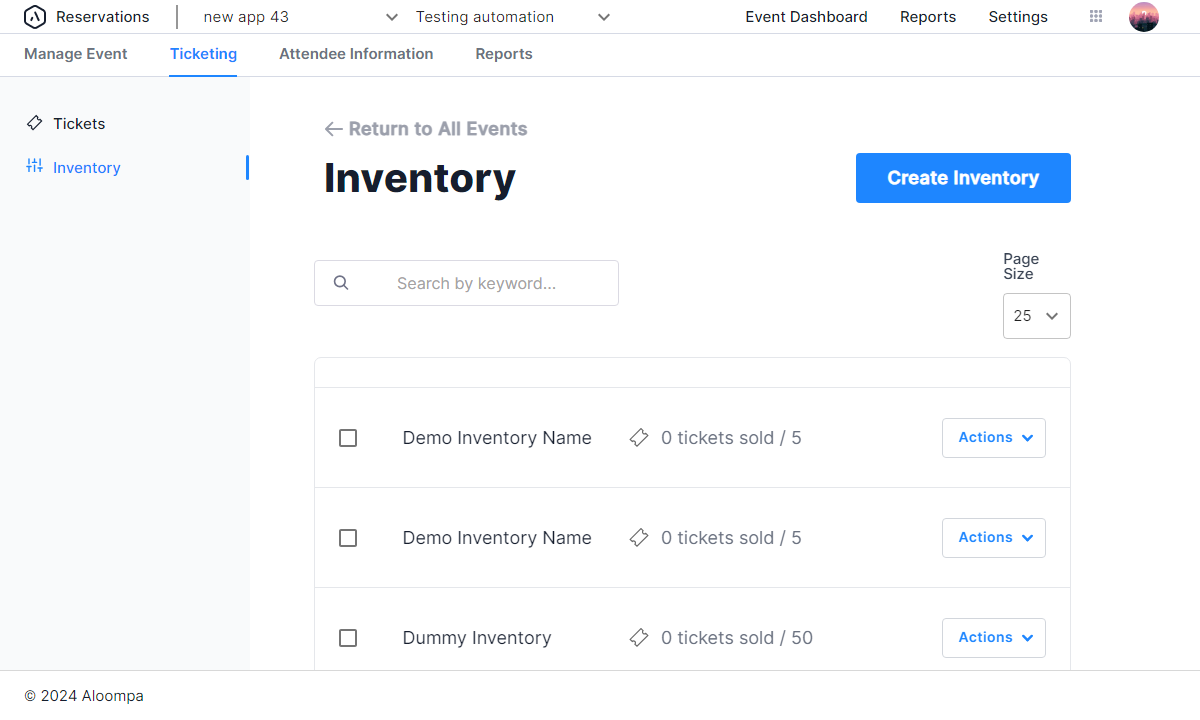 Reservations
new app 43
Testing automation
Event Dashboard
Reports
Settings
Manage Event
Ticketing
Attendee Information
Reports
Tickets
Inventory
Return to All Events
Inventory
Create Inventory
Search by keyword...
Page
Size
25
Demo Inventory Name
0 tickets sold / 5
Actions
Demo Inventory Name
0 tickets sold / 5
Actions
Dummy Inventory
0 tickets sold / 50
Actions
© 2024 Aloompa